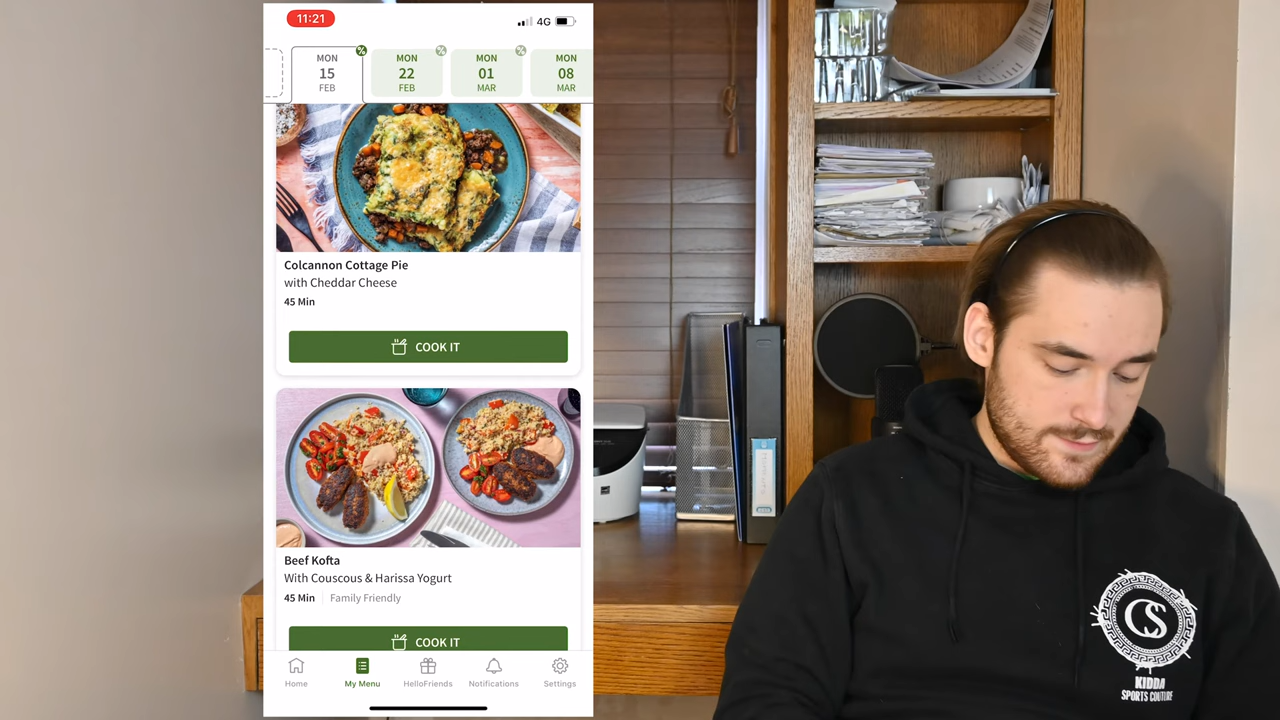 11:21
4G
MON
15
FEB
%
MON
22
FEB
%
MON
01
MAR
%
MON
08
MAR
Colcannon Cottage Pie
with Cheddar Cheese
45 Min
COOK IT
Beef Kofta
With Couscous & Harissa Yogurt
45 Min
Family Friendly
COOK IT
Home
My Menu
HelloFriends
Notifications
Settings
CS
KIDDA
SPORTS COUTURE